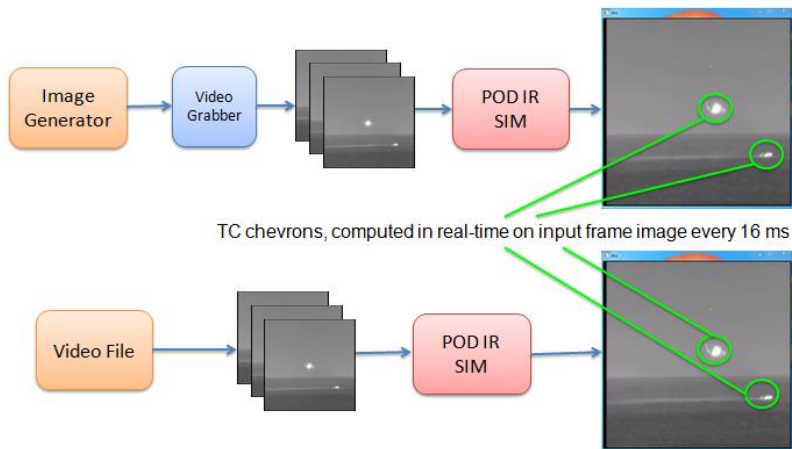 Image
Generator
Video
Grabber
POD IR
SIM
TC chevrons, computed in real-time on input frame image every 16 ms
Video File
POD IR
SIM